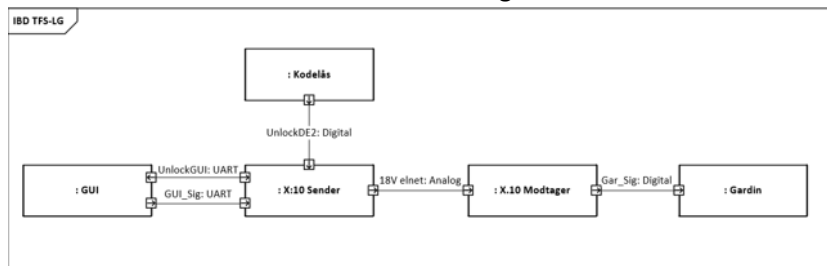 IBD TFS-LG
: Kodelås
UnlockDE2: Digital
UnlockGUI: UART
GUI_Sig: UART
: GUI
: X:10 Sender
18V elnet: Analog
: X.10 Modtager
Gar_Sig: Digital
: Gardin